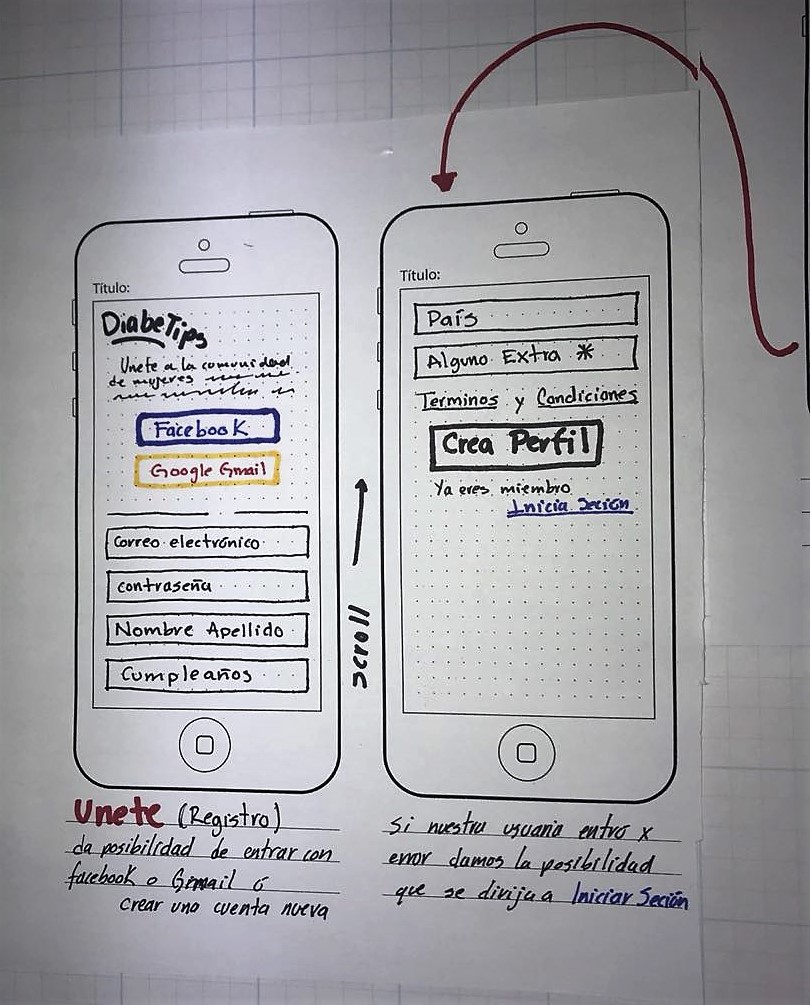 Título:
DiabeTips
Unete a la comunidad
de mujeres
Facebook
Google Gmail
Correo electrónico
contraseña
Nombre Apellido
Cumpleaños
Unete (Registro)
da posibilidad de entrar con
facebook o Gmail ó
crear una cuenta nueva
scroll
Título:
País
Alguno Extra *
Terminos y Condiciones
Crea Perfil
Ya eres miembro
Inicia Seción
Si nuestra usuaria entró x
error damos la posibilidad
que se dirija a Iniciar Seción